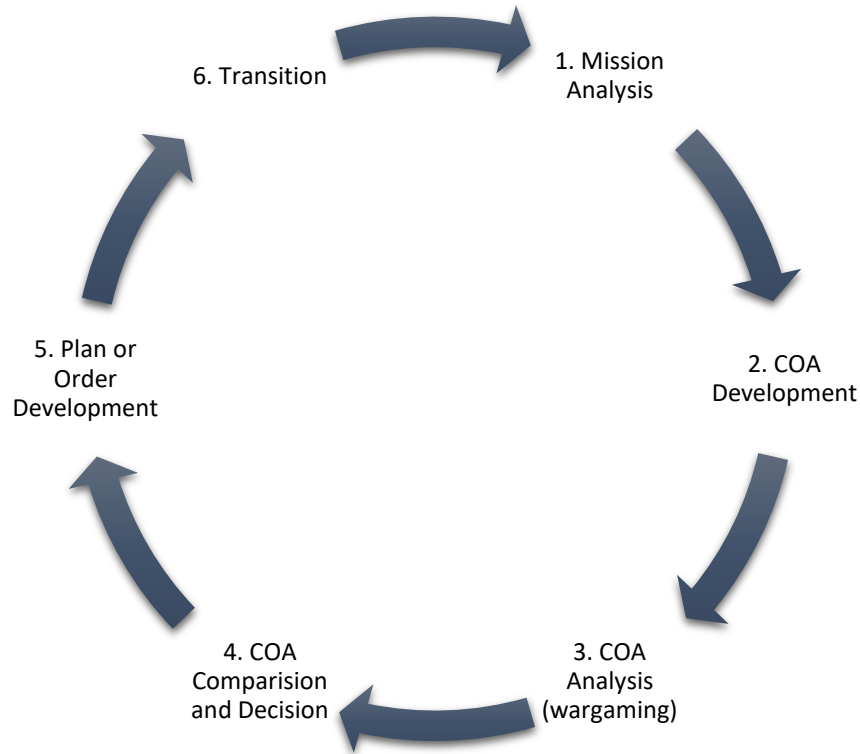 1. Mission
Analysis
2. COA
Development
3. COA
Analysis
(wargaming)
4. COA
Comparision
and Decision
5. Plan or
Order
Development
6. Transition